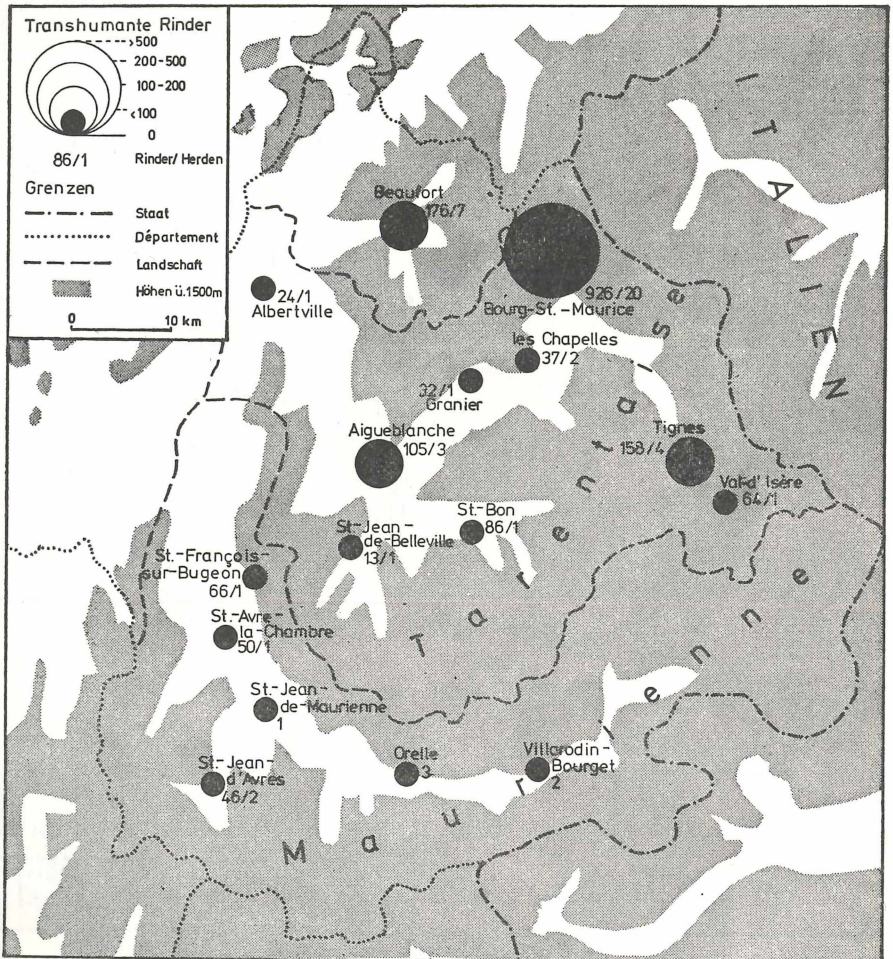 Transhumante Rinder
>500
200-500
100-200
<100
0
86/1 Rinder/Herden
Grenzen
Staat
Département
Landschaft
Höhen ü.1500m
0 10 km
ITALIEN
Beaufort
176/7
926/20
Bourg-St.-Maurice
24/1
Albertville
les Chapelles
37/2
32/1
Granier
Aigueblanche
105/3
Tignes
158/4
Val-d'Isère
64/1
St.-Bon
86/1
St.-Jean-
de-Belleville
13/1
St.-François-
sur-Bugeon
66/1
St.-Avre-
la-Chambre
50/1
St.-Jean-
de-Maurienne
1
St.-Jean-
d'Avres
46/2
Orelle
3
Villarodin-
Bourget
2
Tarentaise
Maurienne